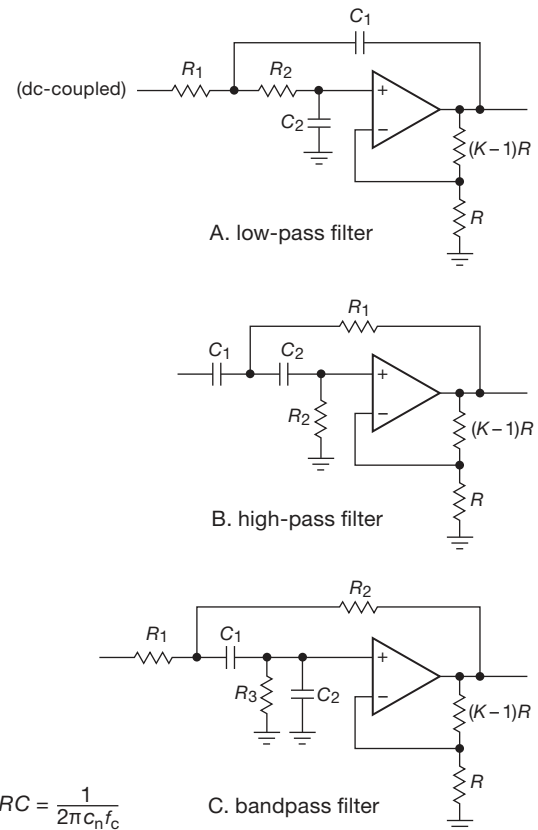 C1
R1
R2
(dc-coupled)
+
C2
−
(K − 1)R
R
A. low-pass filter
R1
C1
C2
+
R2
−
(K − 1)R
R
B. high-pass filter
R2
R1
C1
+
R3
C2
−
(K − 1)R
R
RC = 1/2πcnfc
C. bandpass filter